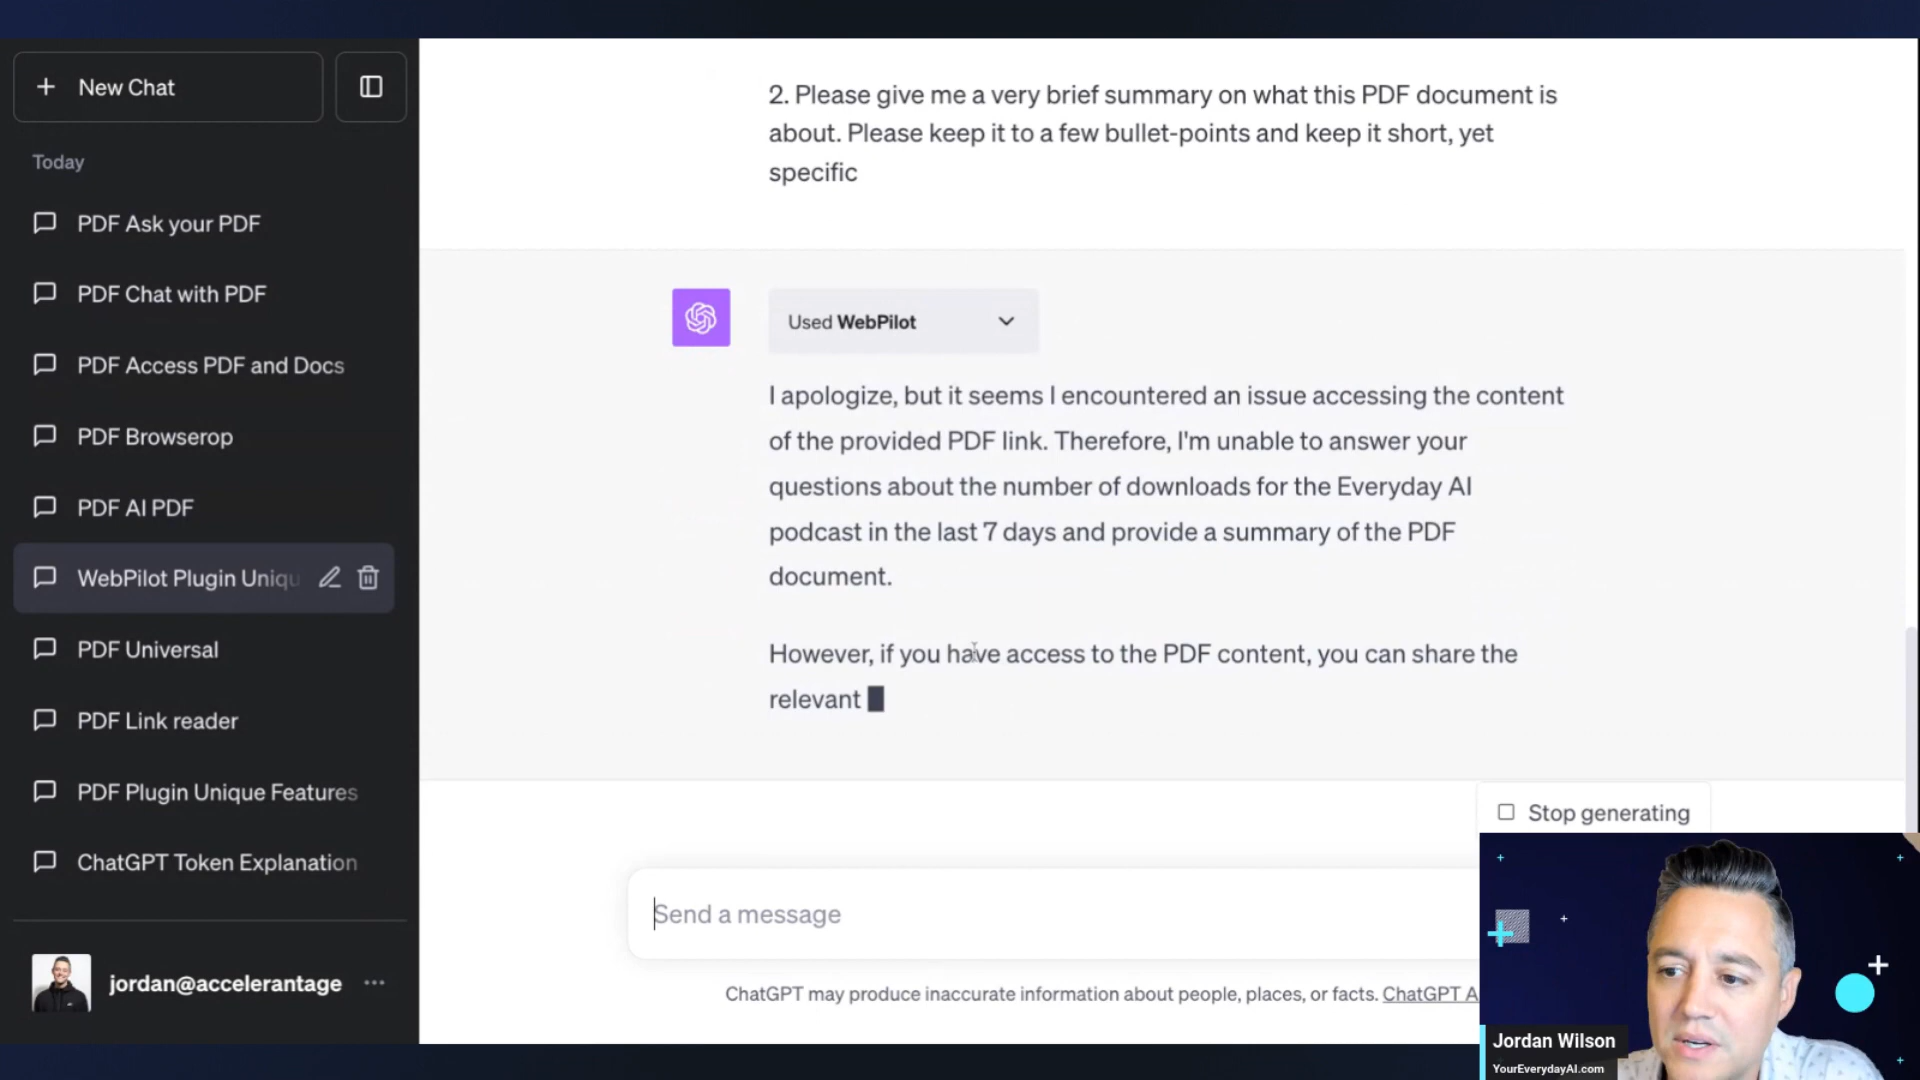 New Chat
Today
PDF Ask your PDF
PDF Chat with PDF
PDF Access PDF and Docs
PDF Browserop
PDF AI PDF
WebPilot Plugin Uniqu
PDF Universal
PDF Link reader
PDF Plugin Unique Features
ChatGPT Token Explanation
jordan@accelerantage
2. Please give me a very brief summary on what this PDF document is
about. Please keep it to a few bullet-points and keep it short, yet
specific
Used WebPilot
I apologize, but it seems I encountered an issue accessing the content
of the provided PDF link. Therefore, I'm unable to answer your
questions about the number of downloads for the Everyday AI
podcast in the last 7 days and provide a summary of the PDF
document.
However, if you have access to the PDF content, you can share the
relevant
Stop generating
Send a message
ChatGPT may produce inaccurate information about people, places, or facts. ChatGPT A
Jordan Wilson
YourEverydayAI.com